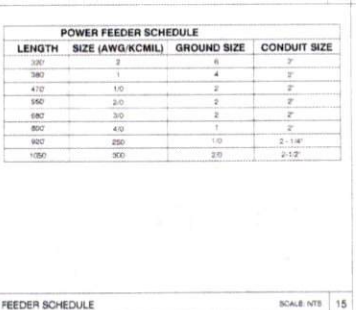 POWER FEEDER SCHEDULE
LENGTH SIZE (AWG/KCMIL) GROUND SIZE CONDUIT SIZE
2 6 2"
380' 1 4 2"
470' 1/0 2 2"
550' 2/0 2 2"
680' 3/0 2 2"
800' 4/0 1 2"
920' 250 1/0 2 - 1/4"
1050' 300 2/0 2-1/2"
FEEDER SCHEDULE SCALE: NTS 15